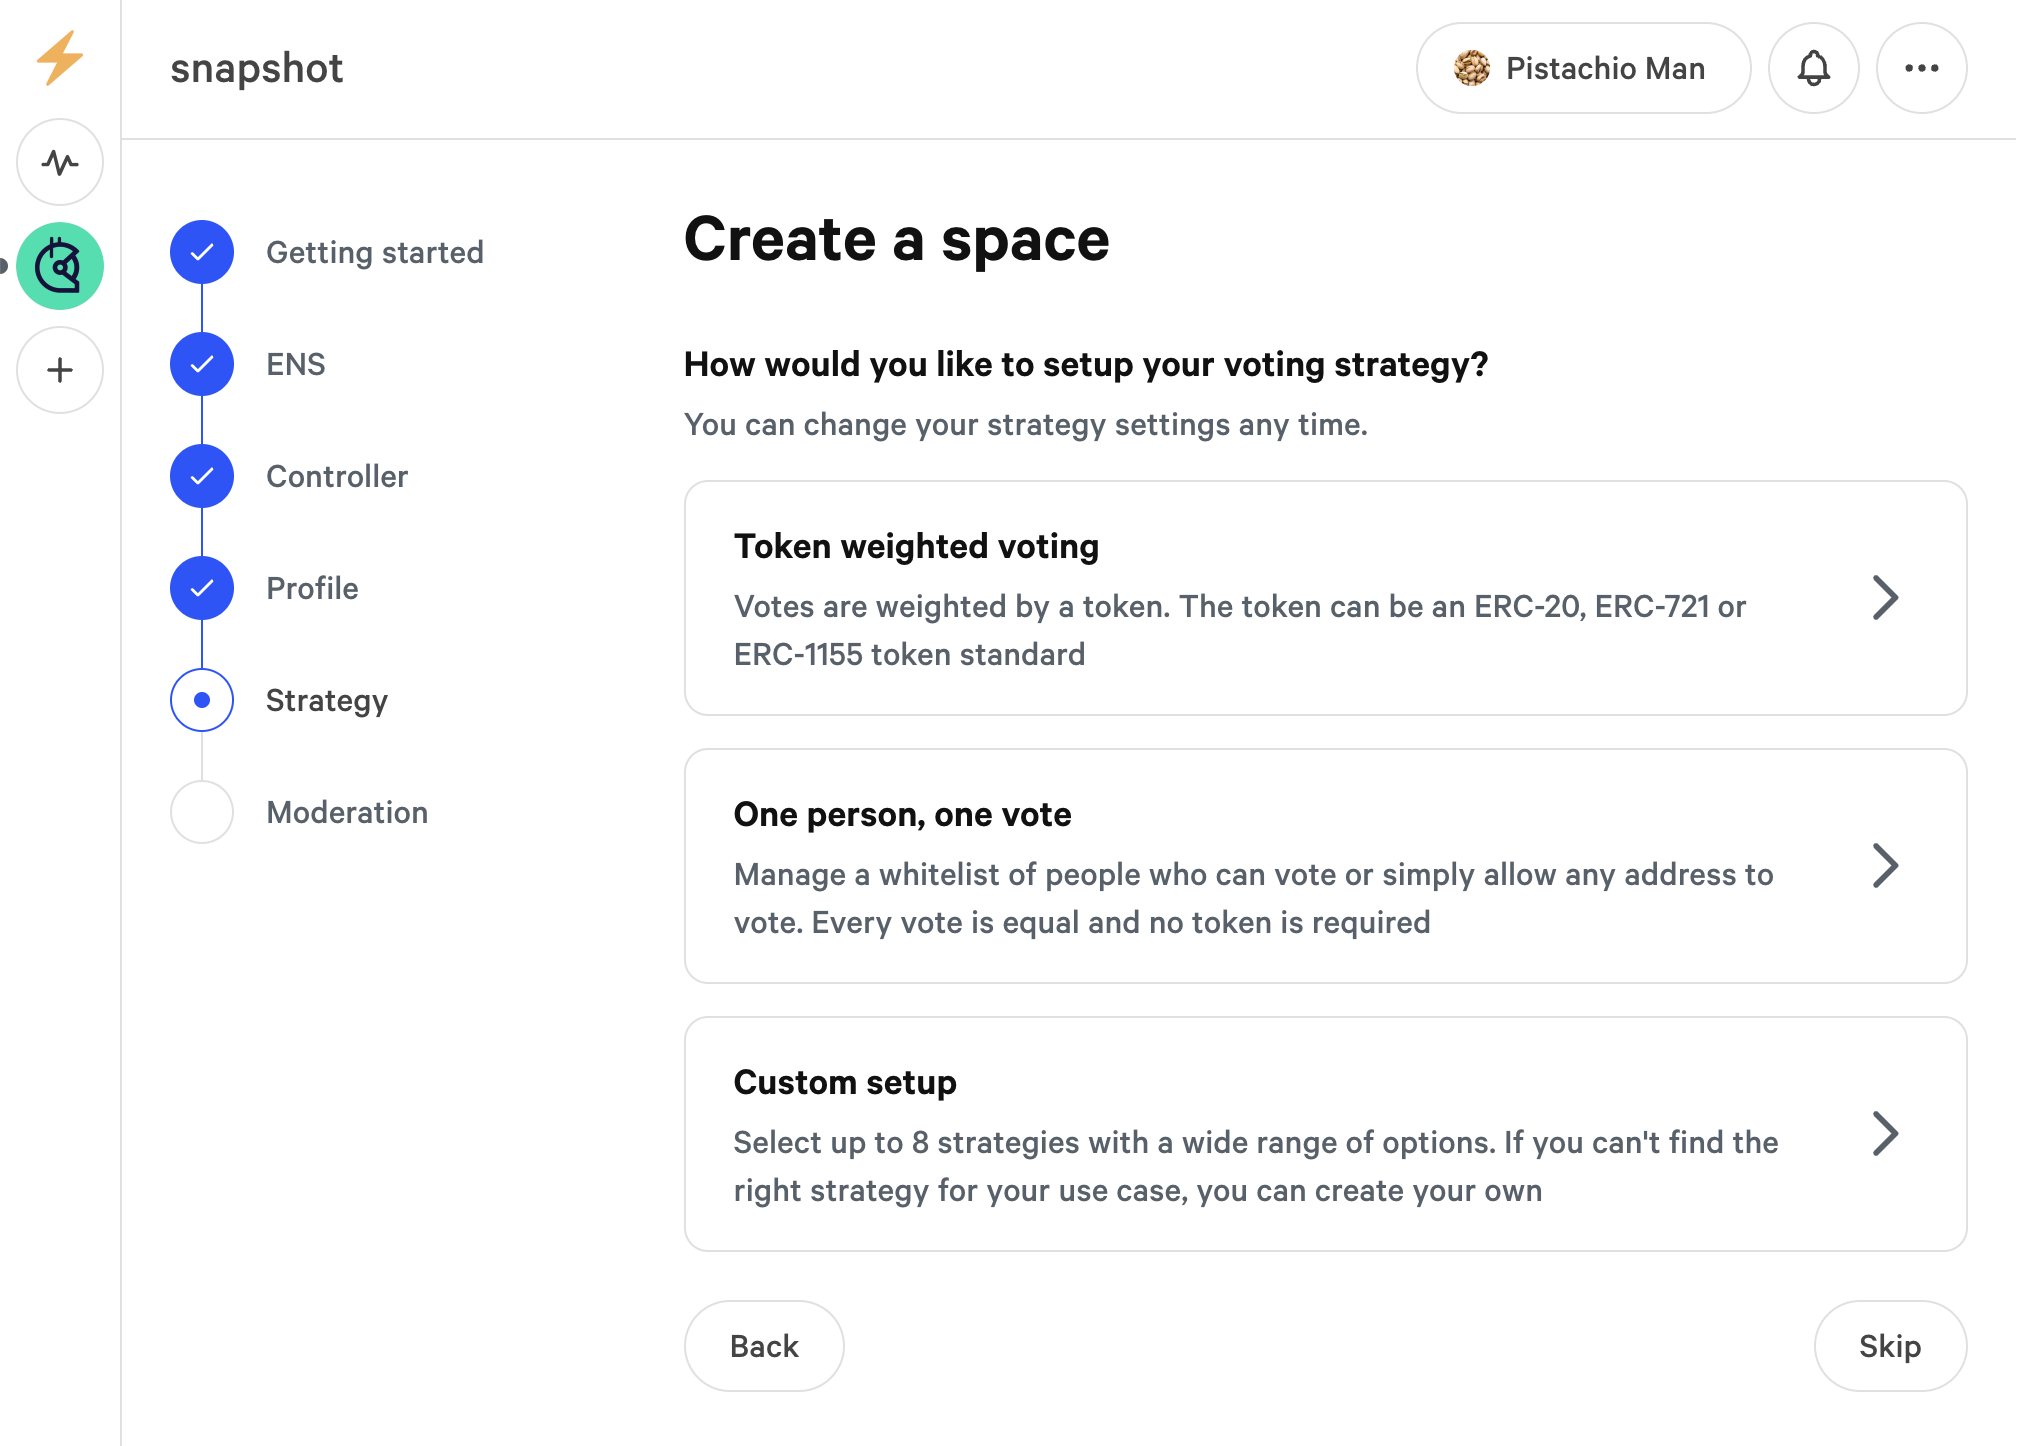 snapshot
Pistachio Man
Getting started
ENS
Controller
Profile
Strategy
Moderation
Create a space
How would you like to setup your voting strategy?
You can change your strategy settings any time.
Token weighted voting
Votes are weighted by a token. The token can be an ERC-20, ERC-721 or
ERC-1155 token standard
One person, one vote
Manage a whitelist of people who can vote or simply allow any address to
vote. Every vote is equal and no token is required
Custom setup
Select up to 8 strategies with a wide range of options. If you can't find the
right strategy for your use case, you can create your own
Back
Skip